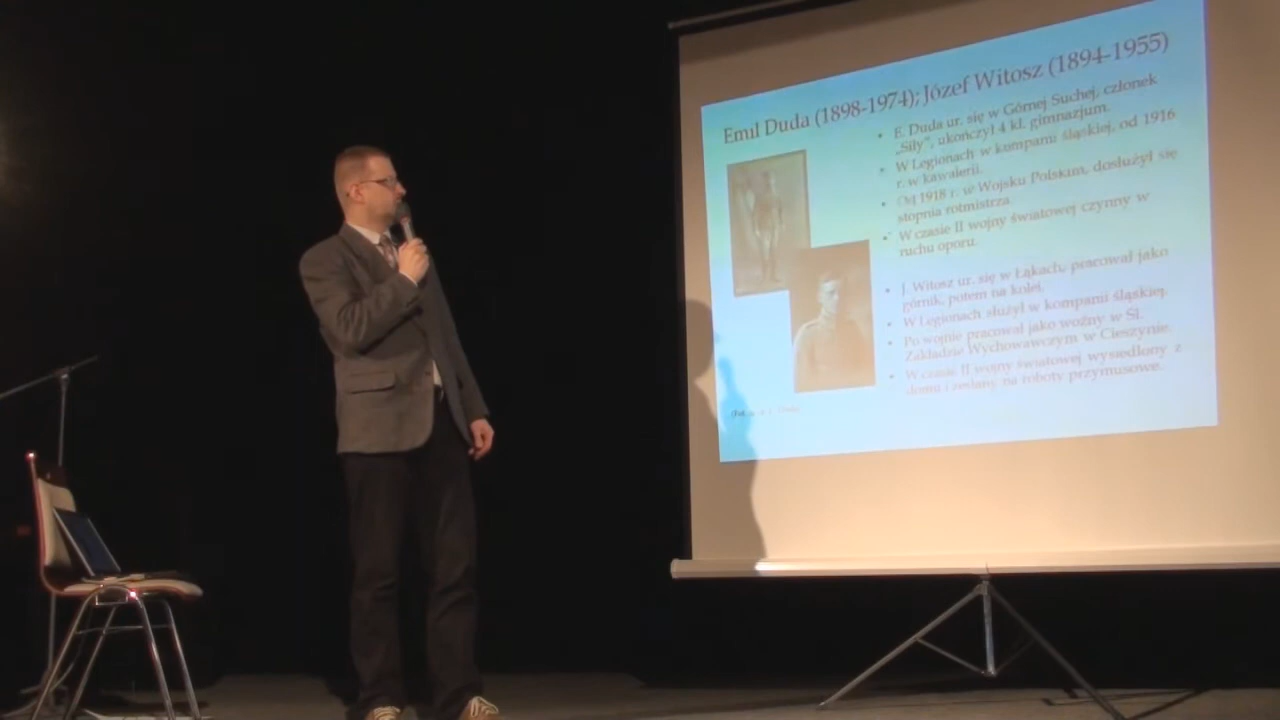 Emil Duda (1898-1974); Józef Witosz (1894-1955)
E. Duda ur. się w Górnej Suchej, członek
„Siły", ukończył 4 kl. gimnazjum.
W Legionach w kompami śląskiej, od 1916
r. w kawalerii.
Od 1918 r. w Wojsku Polskim, dosłużył się
stopnia rotmistrza.
W czasie II wojny światowej czynny w
ruchu oporu.
J. Witosz ur. się w Łąkach, pracował jako
górnik, potem na kolei.
W Legionach służył w kompami śląskiej.
Po wojnie pracował jako woźny w Śl.
Zakładzie Wychowawczym w Cieszynie.
W czasie II wojny światowej wysiedlony z
domu i zesłany na roboty przymusowe.